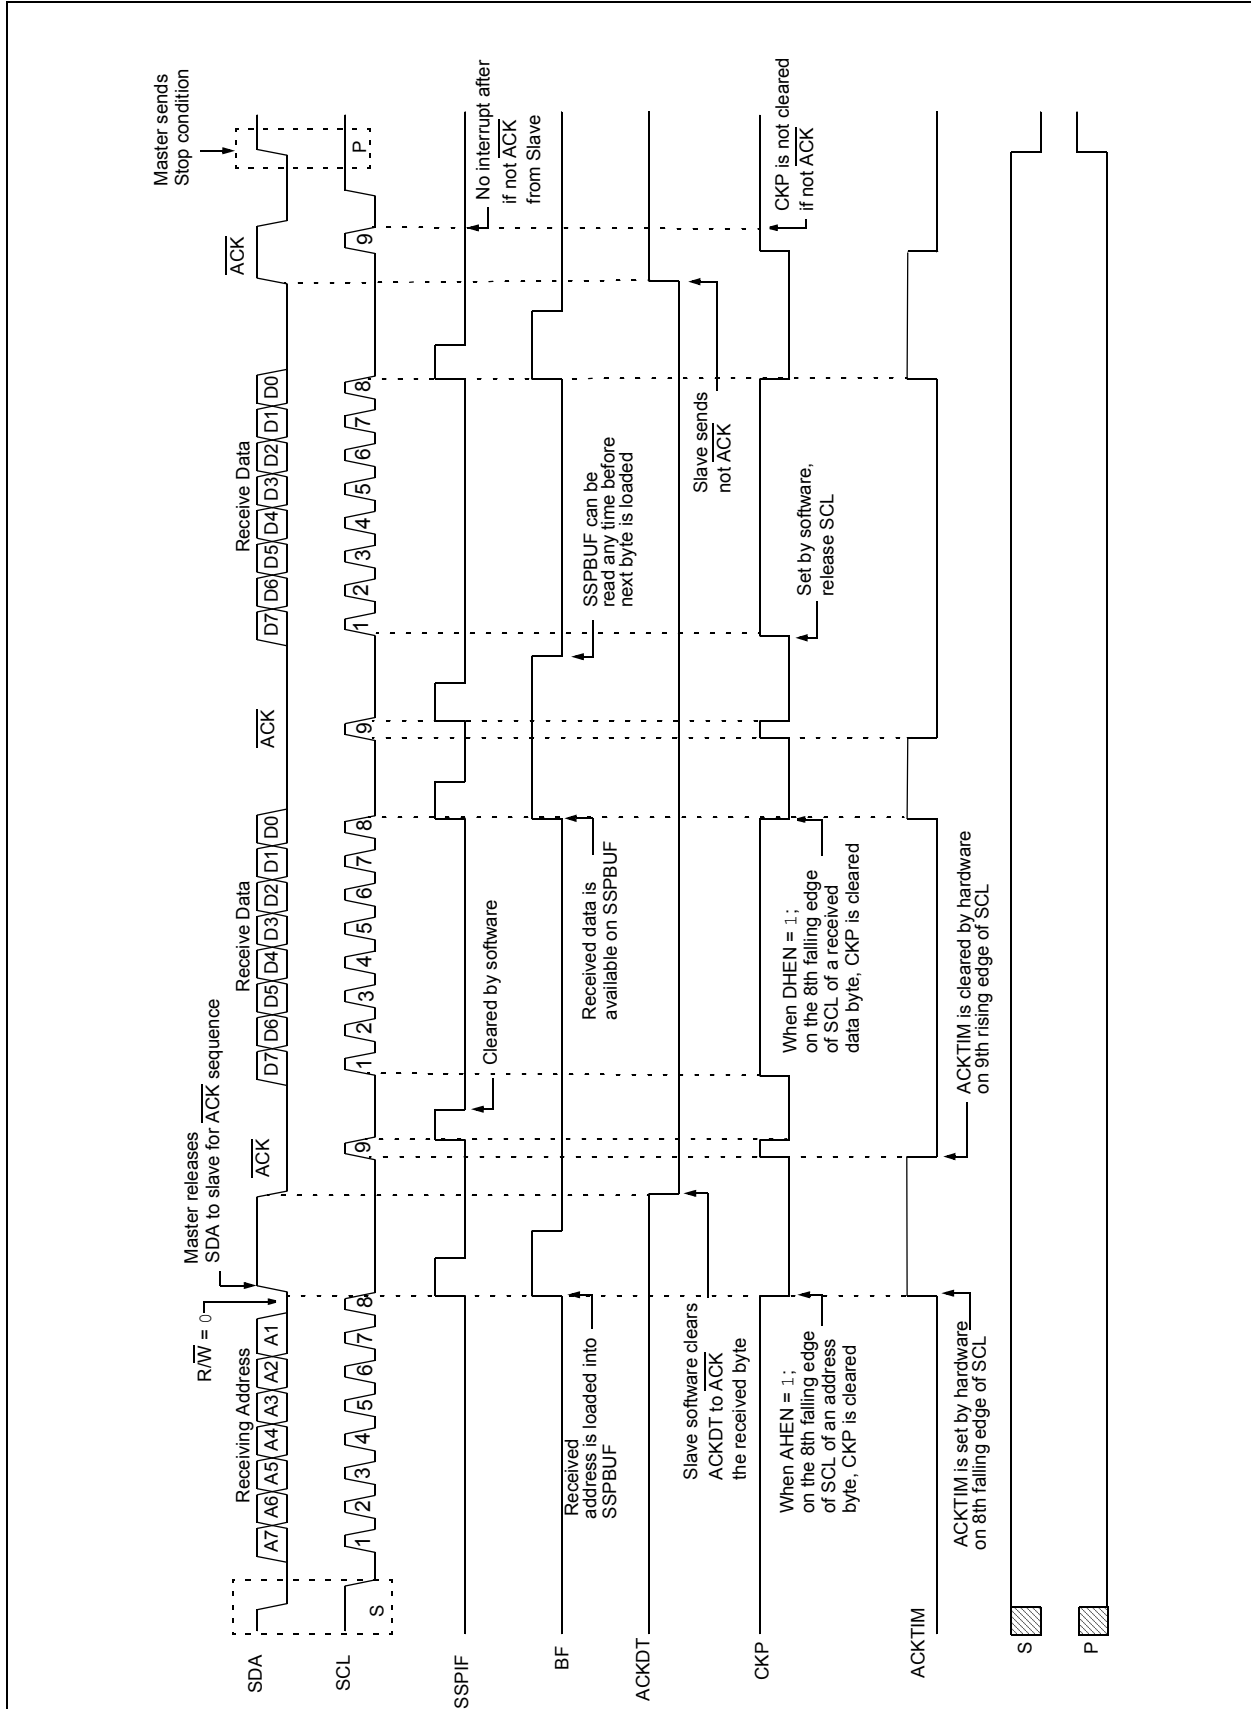 Master releases
SDA to slave for ACK sequence
Master sends
Stop condition
R/W = 0
Receiving Address
Receive Data
Receive Data
ACK
ACK
ACK
SDA
A7 A6 A5 A4 A3 A2 A1
D7 D6 D5 D4 D3 D2 D1 D0
D7 D6 D5 D4 D3 D2 D1 D0
SCL
S
1 2 3 4 5 6 7 8 9
1 2 3 4 5 6 7 8 9
1 2 3 4 5 6 7 8 9
P
SSPIF
Cleared by software
No interrupt after
if not ACK
from Slave
BF
Received
address is loaded into
SSPBUF
Received data is
available on SSPBUF
SSPBUF can be
read any time before
next byte is loaded
ACKDT
Slave software clears
ACKDT to ACK
the received byte
Slave sends
not ACK
CKP
When AHEN = 1;
on the 8th falling edge
of SCL of an address
byte, CKP is cleared
When DHEN = 1;
on the 8th falling edge
of SCL of a received
data byte, CKP is cleared
Set by software,
release SCL
CKP is not cleared
if not ACK
ACKTIM
ACKTIM is set by hardware
on 8th falling edge of SCL
ACKTIM is cleared by hardware
on 9th rising edge of SCL
S
P